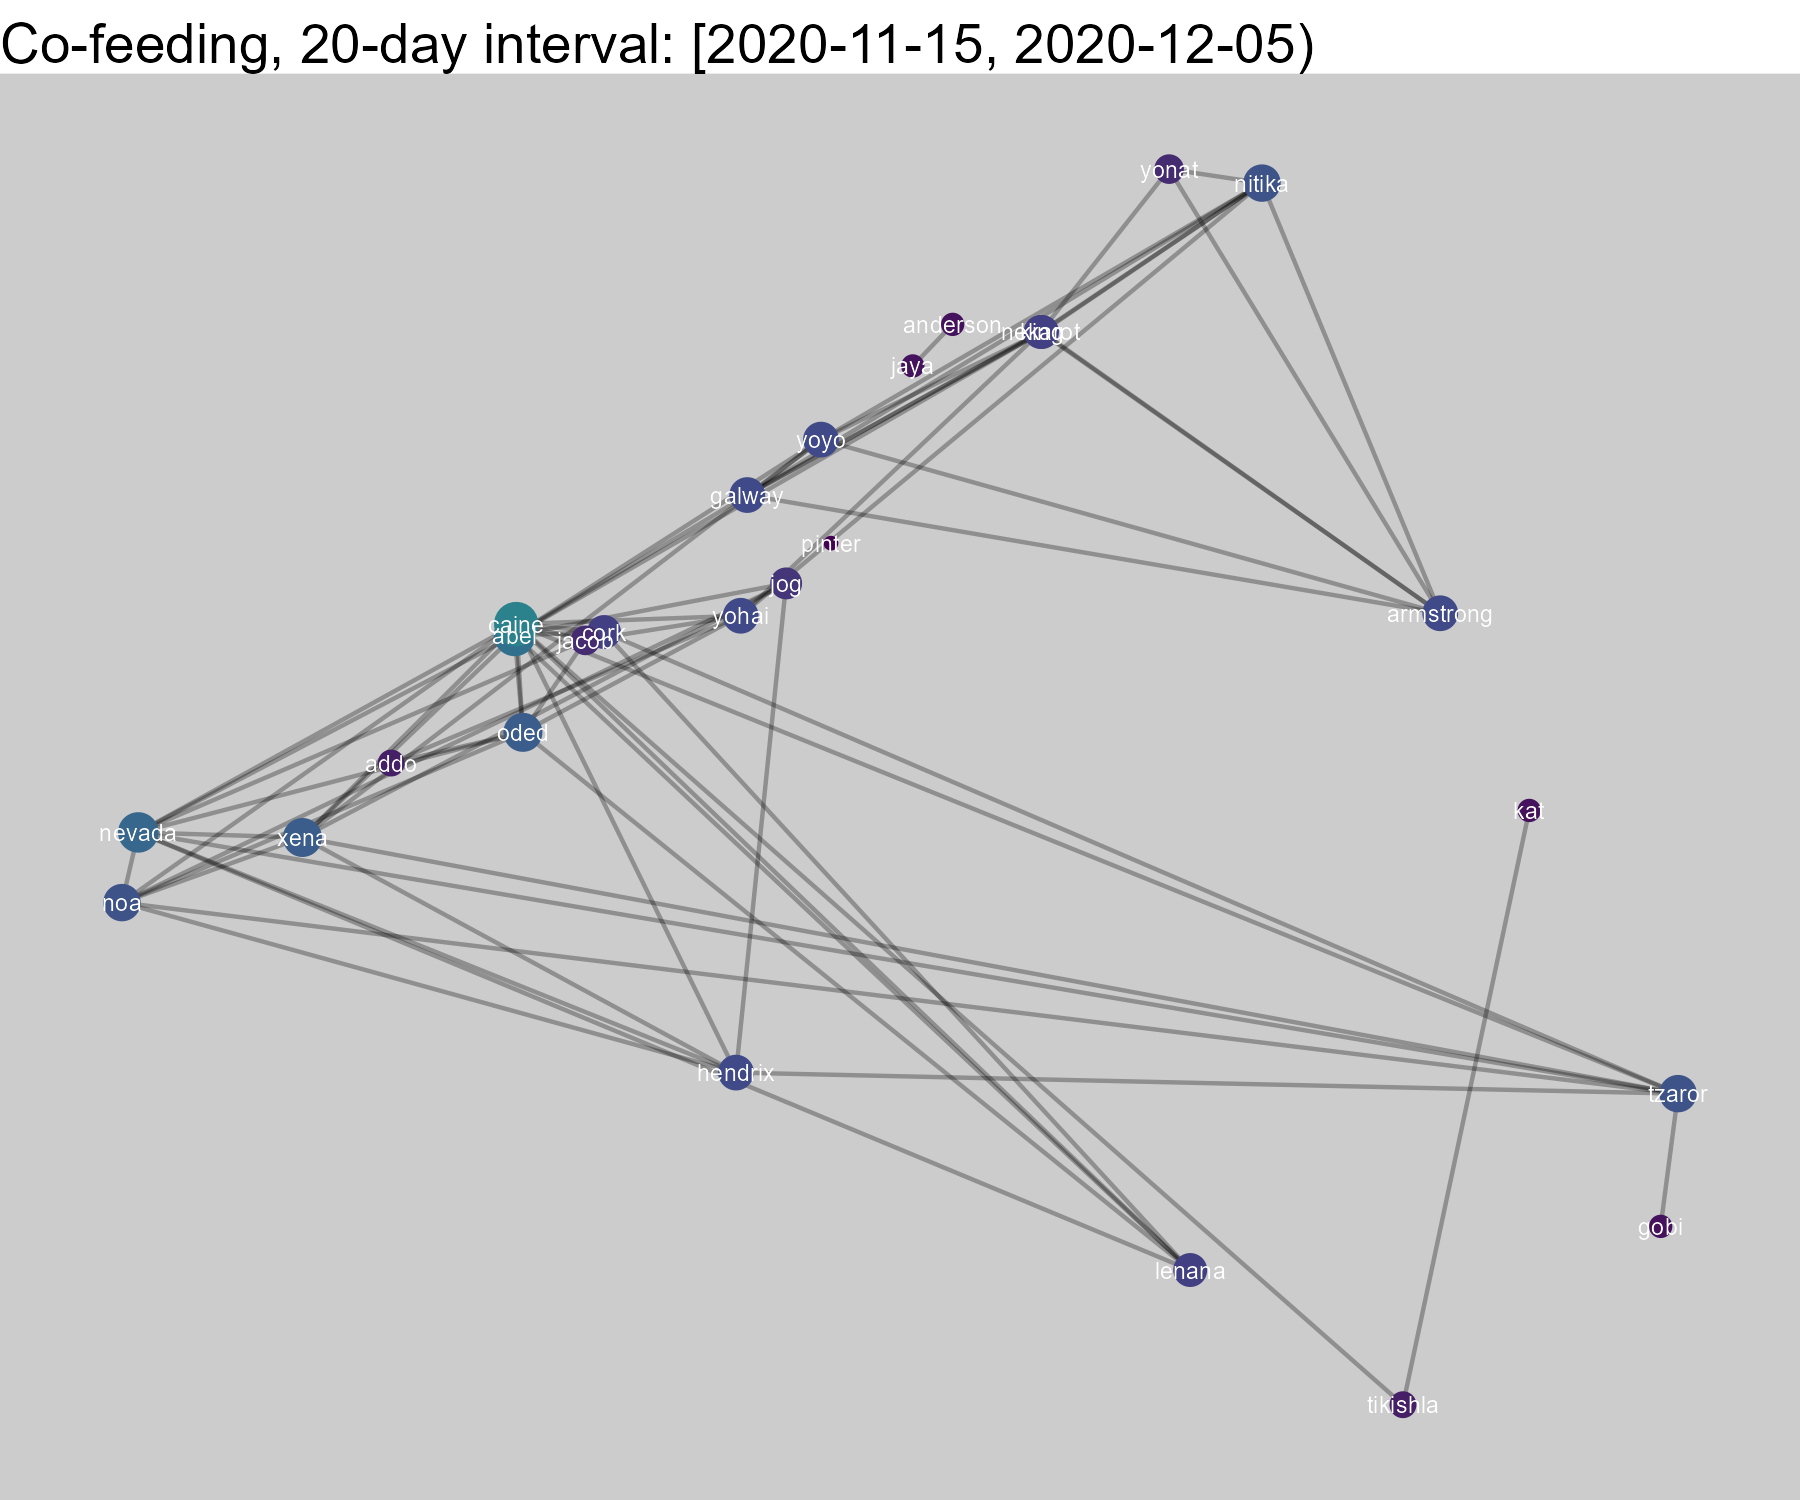 Co-feeding, 20-day interval: [2020-11-15, 2020-12-05)
yonat
nitika
anderson
king
jaya
yoyo
galway
pinter
jog
yohai
armstrong
caine
abel
cork
jacob
oded
addo
kat
nevada
xena
noa
hendrix
tzaror
gobi
lenana
tikishla